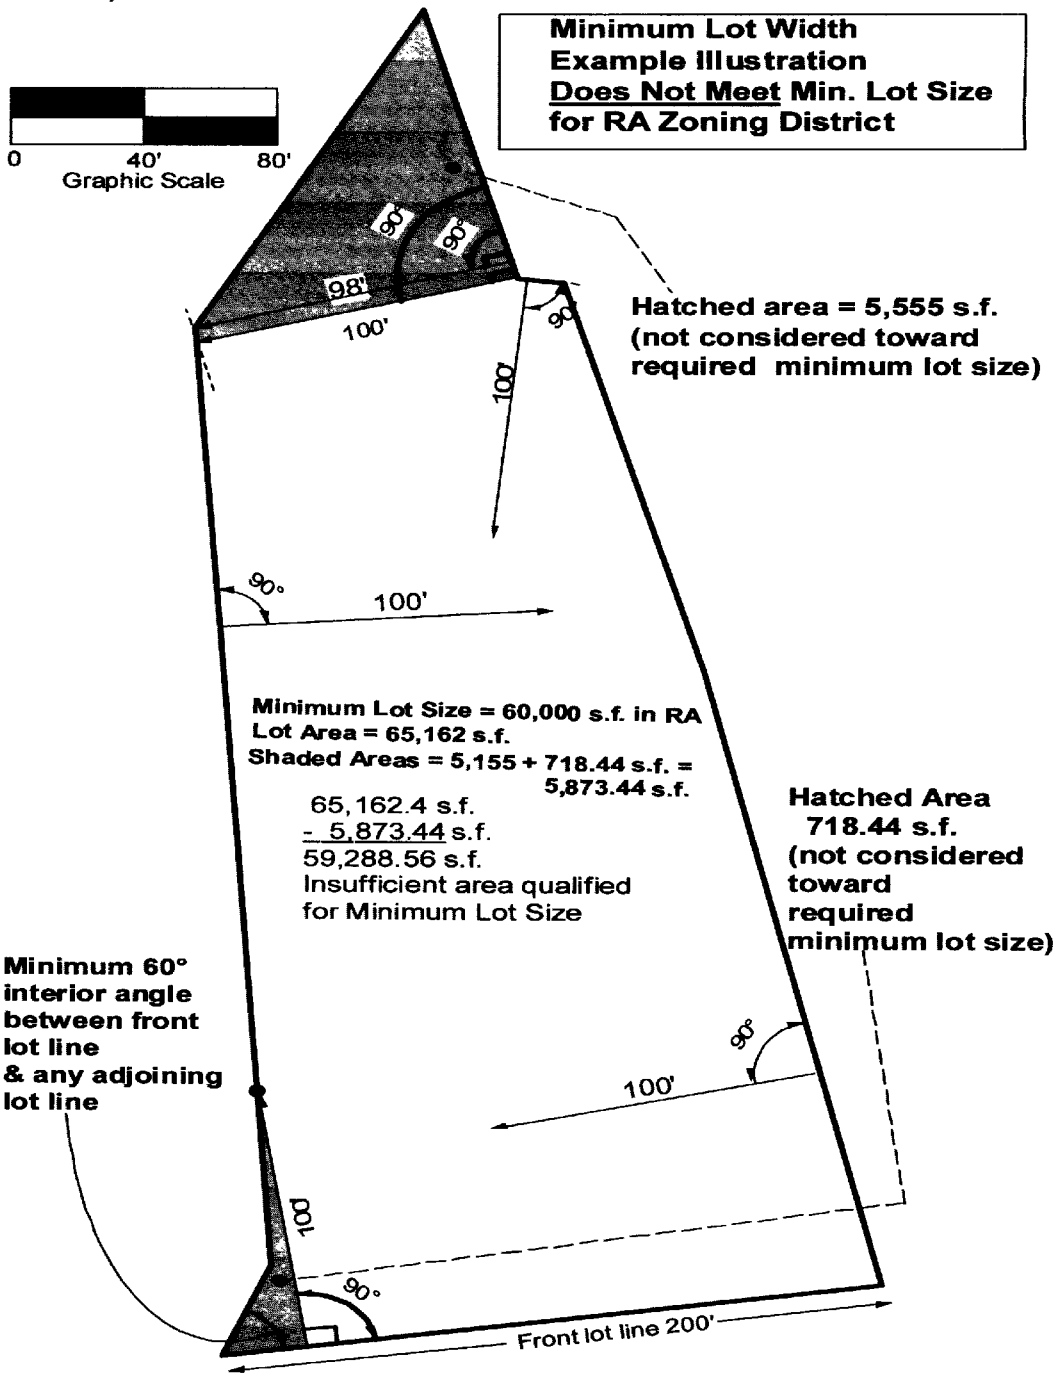 Minimum Lot Width
Example Illustration
Does Not Meet Min. Lot Size
for RA Zoning District
0 40' 80'
Graphic Scale
90°
90°
98'
100'
90°
100'
Hatched area = 5,555 s.f.
(not considered toward
required minimum lot size)
90°
100'
Minimum Lot Size = 60,000 s.f. in RA
Lot Area = 65,162 s.f.
Shaded Areas = 5,155 + 718.44 s.f. =
5,873.44 s.f.
65,162.4 s.f.
- 5,873.44 s.f.
59,288.56 s.f.
Insufficient area qualified
for Minimum Lot Size
Hatched Area
718.44 s.f.
(not considered
toward
required
minimum lot size)
Minimum 60°
interior angle
between front
lot line
& any adjoining
lot line
90°
100'
100'
90°
Front lot line 200'